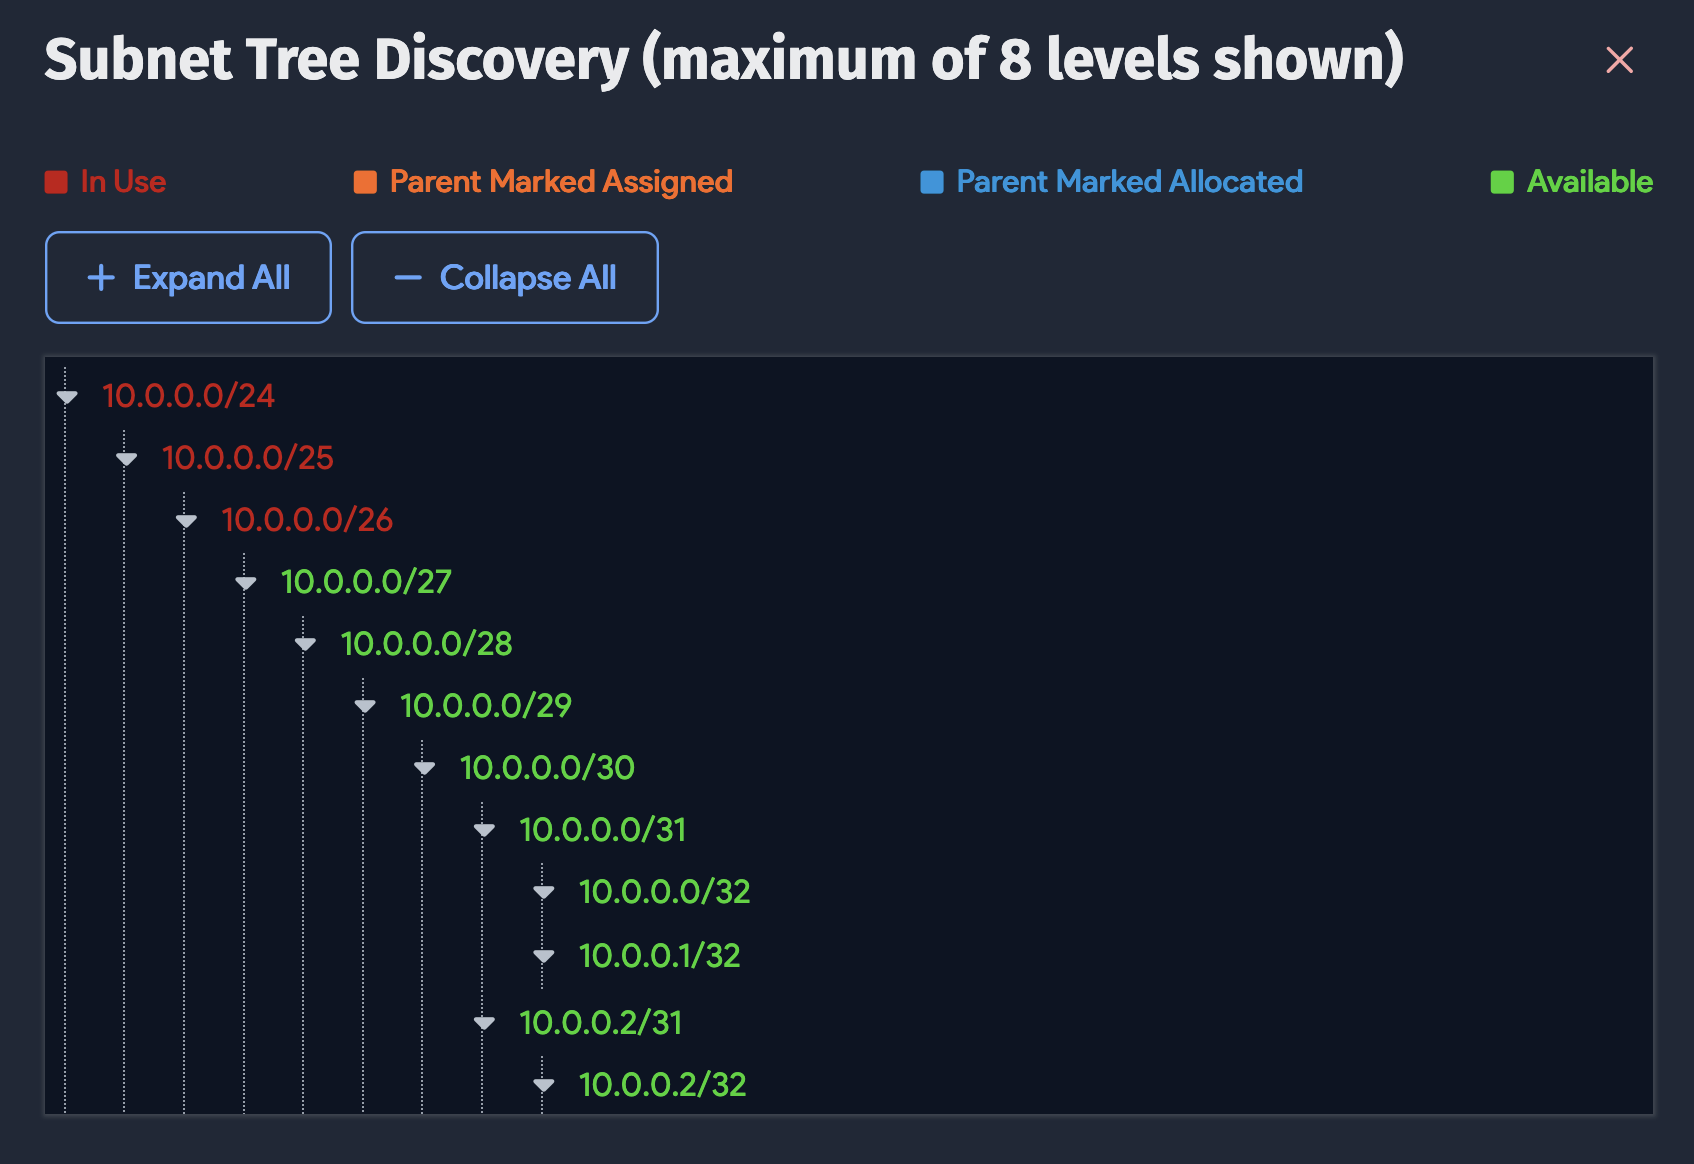 Subnet Tree Discovery (maximum of 8 levels shown)
In Use
Parent Marked Assigned
Parent Marked Allocated
Available
Expand All
Collapse All
10.0.0.0/24
10.0.0.0/25
10.0.0.0/26
10.0.0.0/27
10.0.0.0/28
10.0.0.0/29
10.0.0.0/30
10.0.0.0/31
10.0.0.0/32
10.0.0.1/32
10.0.0.2/31
10.0.0.2/32